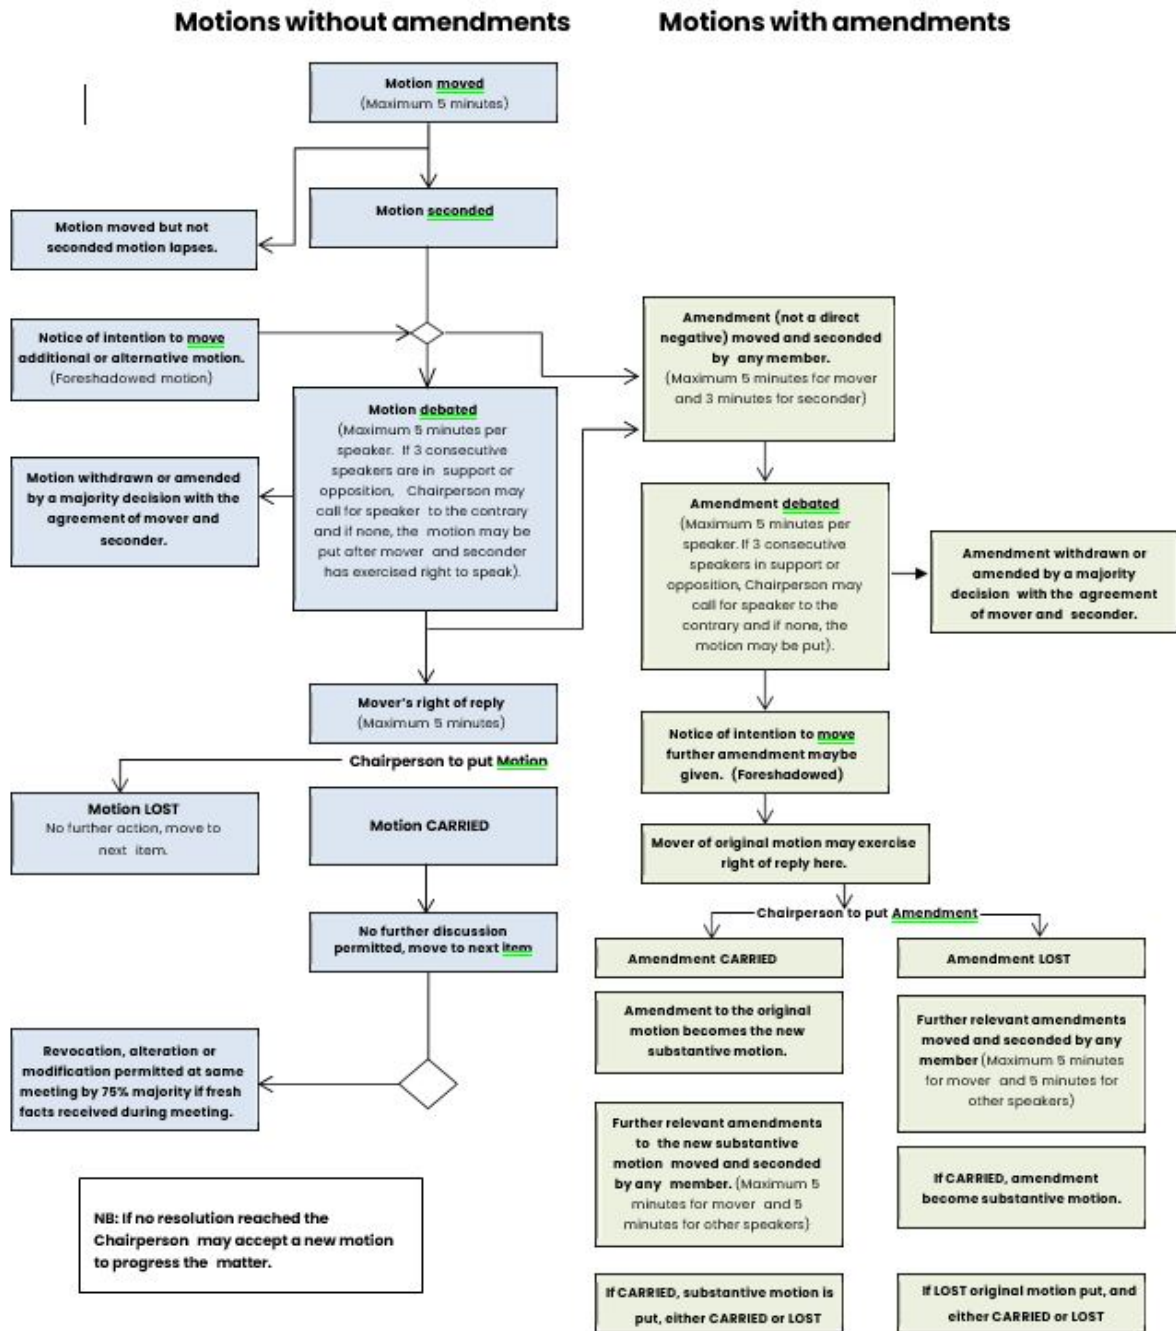 Motions without amendments
Motions with amendments
Motion moved
(Maximum 5 minutes)
Motion seconded
Motion moved but not
seconded motion lapses.
Notice of intention to move
additional or alternative motion.
(Foreshadowed motion)
Motion debated
(Maximum 5 minutes per
speaker. If 3 consecutive
speakers are in support or
opposition, Chairperson may
call for speaker to the contrary
and if none, the motion may be
put after mover and seconder
has exercised right to speak).
Motion withdrawn or amended
by a majority decision with the
agreement of mover and
seconder.
Mover's right of reply
(Maximum 5 minutes)
Chairperson to put Motion
Motion LOST
No further action, move to
next item.
Motion CARRIED
No further discussion
permitted, move to next item
Revocation, alteration or
modification permitted at same
meeting by 75% majority if fresh
facts received during meeting.
NB: If no resolution reached the
Chairperson may accept a new motion
to progress the matter.
Amendment (not a direct
negative) moved and seconded
by any member.
(Maximum 5 minutes for mover
and 3 minutes for seconder)
Amendment debated
(Maximum 5 minutes per
speaker. If 3 consecutive
speakers in support or
opposition, Chairperson may
call for speaker to the
contrary and if none, the
motion may be put).
Amendment withdrawn or
amended by a majority
decision with the agreement
of mover and seconder.
Notice of intention to move
further amendment maybe
given. (Foreshadowed)
Mover of original motion may exercise
right of reply here.
Chairperson to put Amendment
Amendment CARRIED
Amendment to the original
motion becomes the new
substantive motion.
Further relevant amendments
to the new substantive
motion moved and seconded
by any member. (Maximum 5
minutes for mover and 5
minutes for other speakers)
If CARRIED, substantive motion is
put, either CARRIED or LOST
Amendment LOST
Further relevant amendments
moved and seconded by any
member (Maximum 5 minutes
for mover and 5 minutes for
other speakers)
If CARRIED, amendment
become substantive motion.
If LOST original motion put, and
either CARRIED or LOST